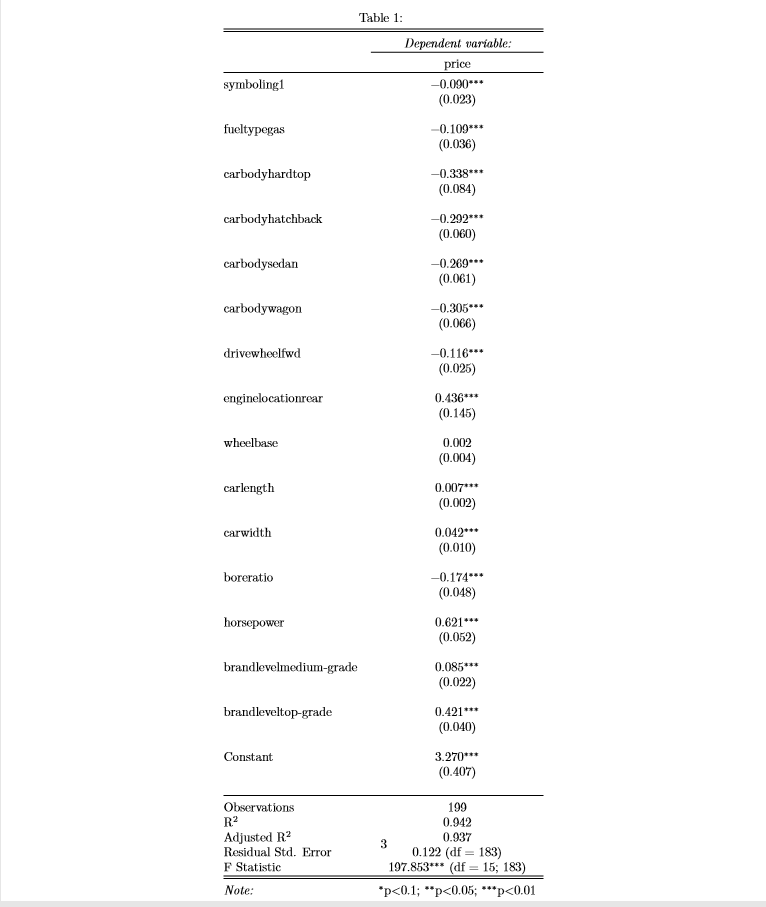 Table 1:
Dependent variable:
price
symboling1 −0.090***
(0.023)
fueltypegas −0.109***
(0.036)
carbodyhardtop −0.338***
(0.084)
carbodyhatchback −0.292***
(0.060)
carbodysedan −0.269***
(0.061)
carbodywagon −0.305***
(0.066)
drivewheelfwd −0.116***
(0.025)
enginelocationrear 0.436***
(0.145)
wheelbase 0.002
(0.004)
carlength 0.007***
(0.002)
carwidth 0.042***
(0.010)
boreratio −0.174***
(0.048)
horsepower 0.621***
(0.052)
brandlevelmedium-grade 0.085***
(0.022)
brandleveltop-grade 0.421***
(0.040)
Constant 3.270***
(0.407)
Observations 199
R² 0.942
Adjusted R² 0.937
3
Residual Std. Error 0.122 (df = 183)
F Statistic 197.853*** (df = 15; 183)
Note: *p<0.1; **p<0.05; ***p<0.01